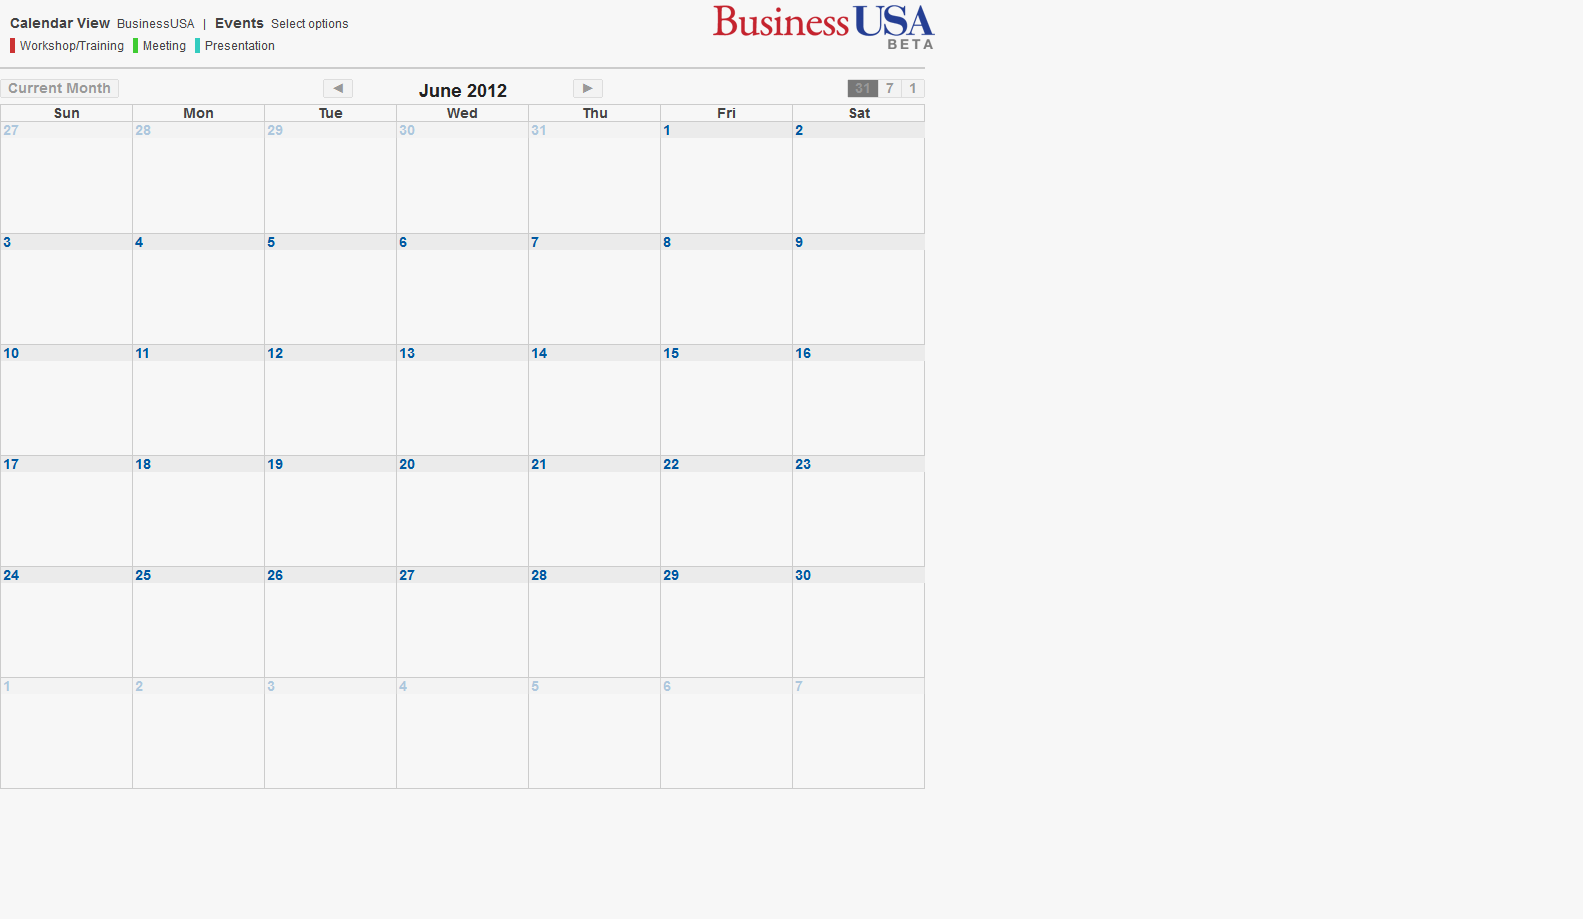 Calendar View BusinessUSA | Events Select options
Workshop/Training Meeting Presentation
Business USA
BETA
Current Month ◄ June 2012 ► 31 7 1
Sun Mon Tue Wed Thu Fri Sat
27 28 29 30 31 1 2
3 4 5 6 7 8 9
10 11 12 13 14 15 16
17 18 19 20 21 22 23
24 25 26 27 28 29 30
1 2 3 4 5 6 7